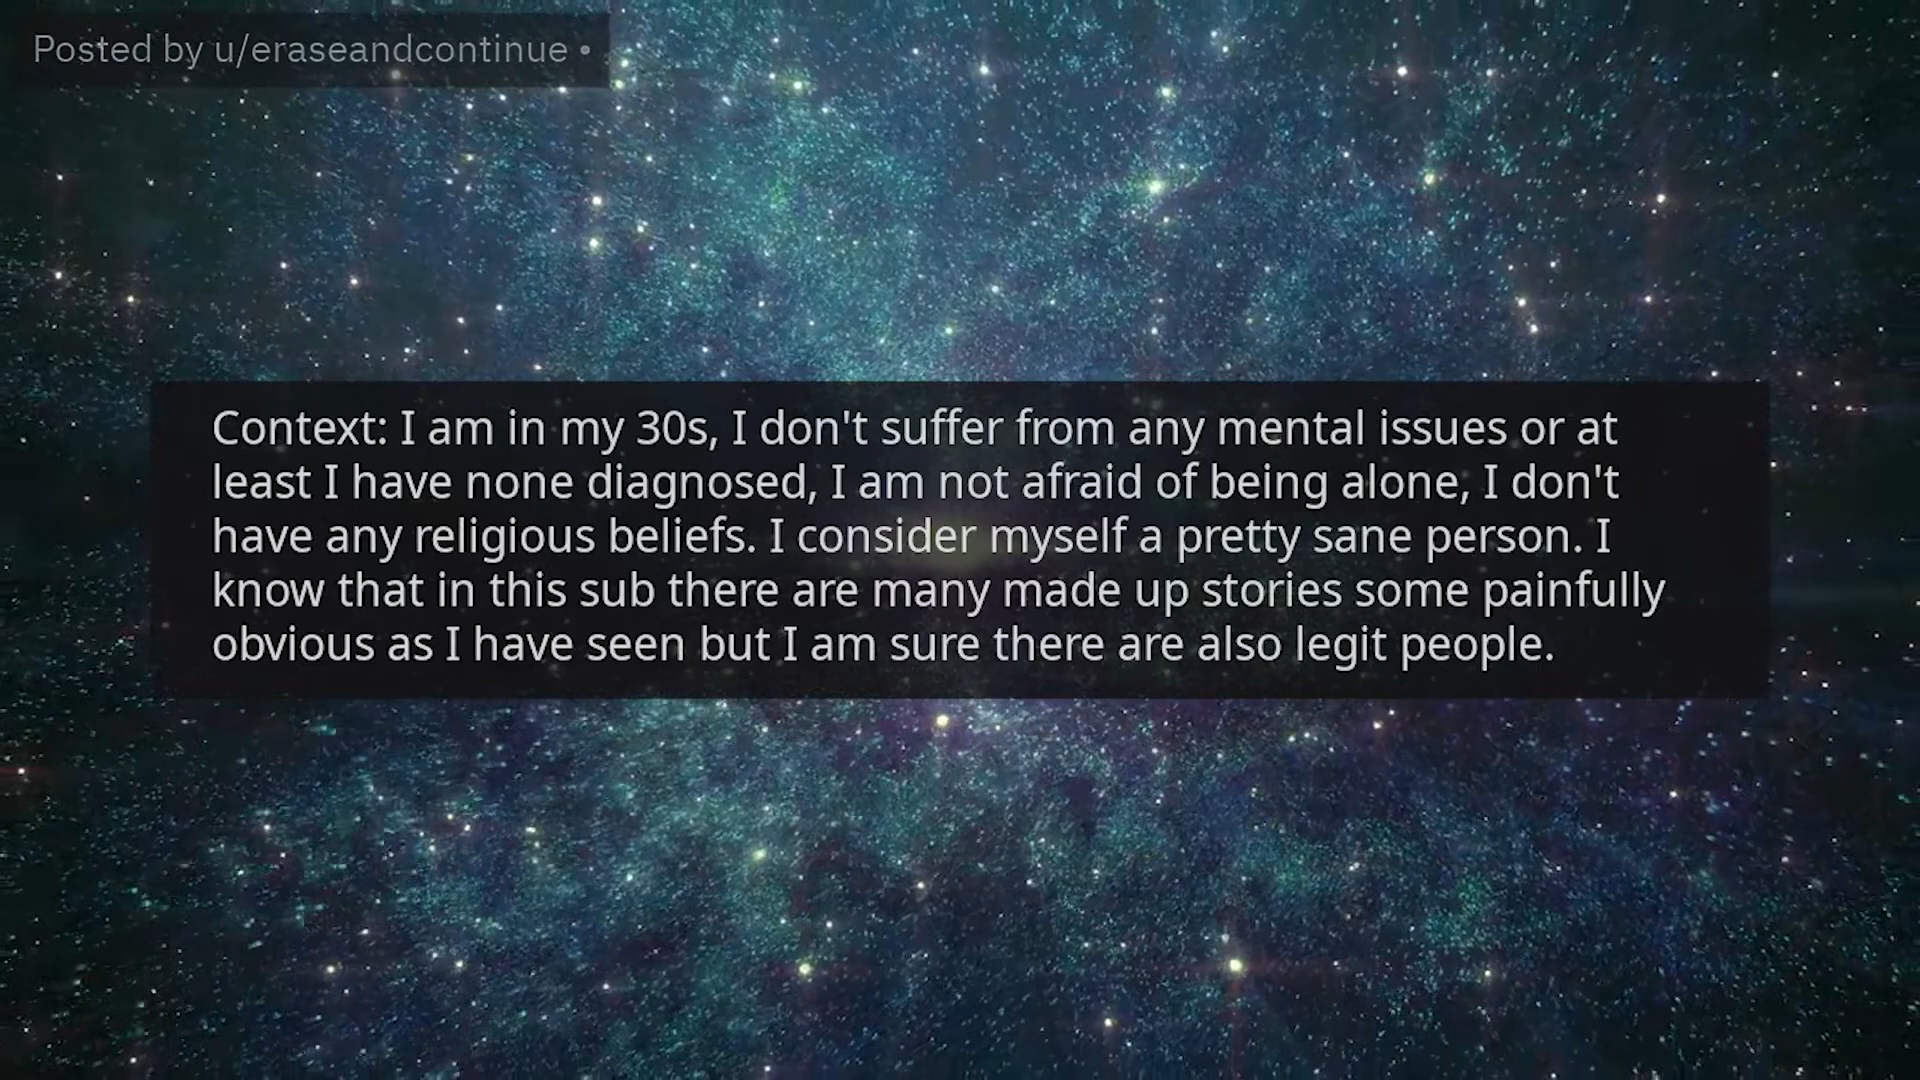 Posted by u/eraseandcontinue •
Context: I am in my 30s, I don't suffer from any mental issues or at
least I have none diagnosed, I am not afraid of being alone, I don't
have any religious beliefs. I consider myself a pretty sane person. I
know that in this sub there are many made up stories some painfully
obvious as I have seen but I am sure there are also legit people.